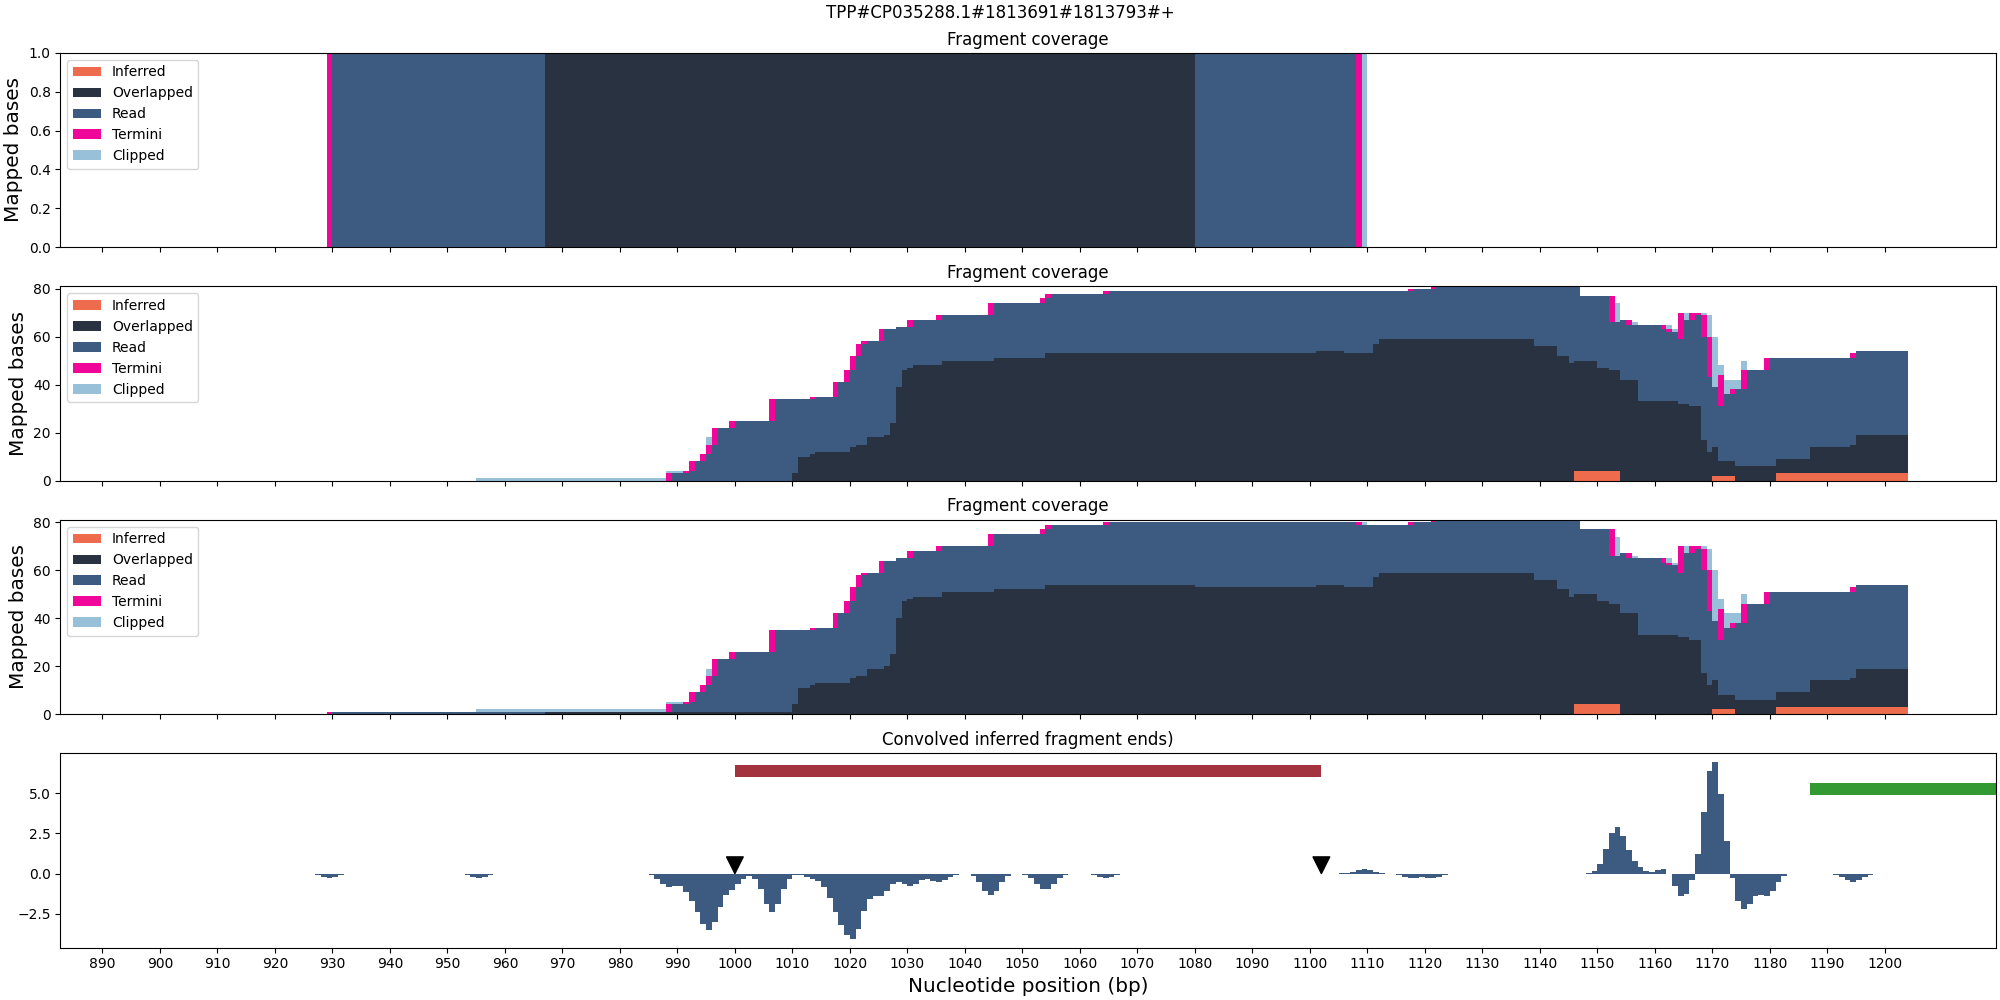 TPP#CP035288.1#1813691#1813793#+
Fragment coverage
Mapped bases
1.0
0.8
0.6
0.4
0.2
0.0
Inferred
Overlapped
Read
Termini
Clipped
Fragment coverage
Mapped bases
80
60
40
20
0
Inferred
Overlapped
Read
Termini
Clipped
Fragment coverage
Mapped bases
80
60
40
20
0
Inferred
Overlapped
Read
Termini
Clipped
Convolved inferred fragment ends)
5.0
2.5
0.0
−2.5
890 900 910 920 930 940 950 960 970 980 990 1000 1010 1020 1030 1040 1050 1060 1070 1080 1090 1100 1110 1120 1130 1140 1150 1160 1170 1180 1190 1200
Nucleotide position (bp)